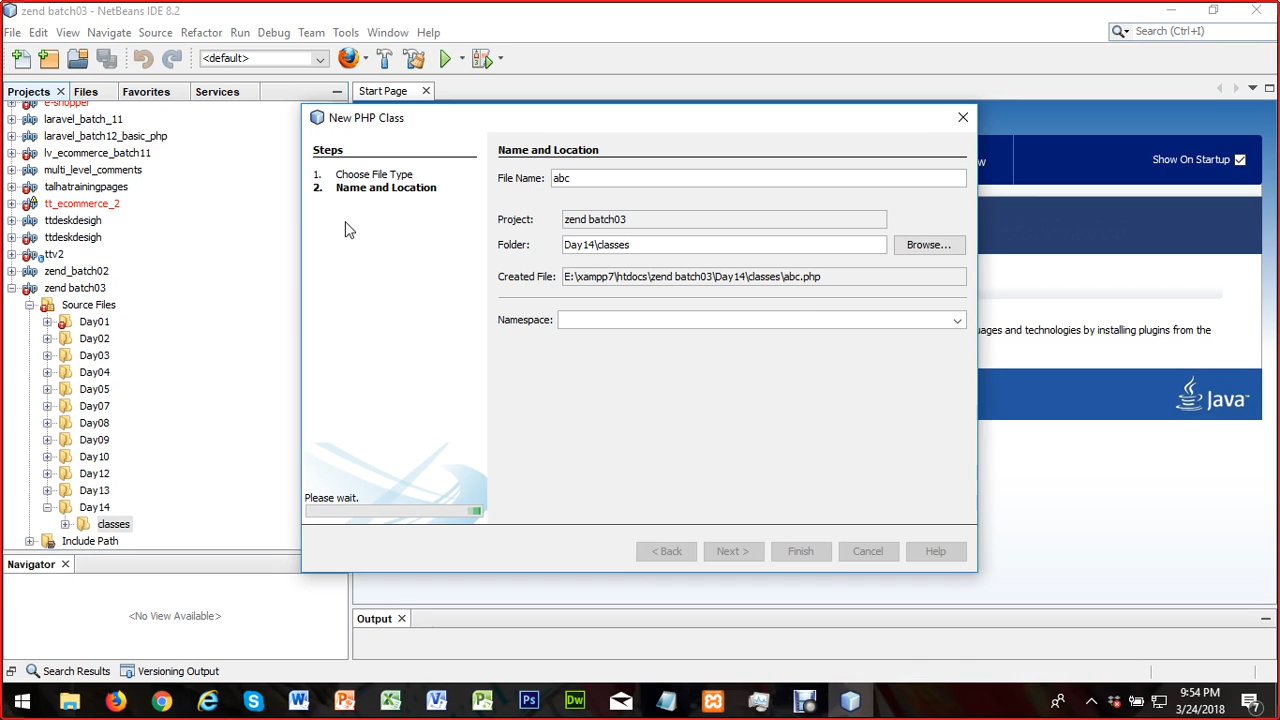 zend batch03 - NetBeans IDE 8.2
File Edit View Navigate Source Refactor Run Debug Team Tools Window Help
Search (Ctrl+I)
<default>
Projects Files Favorites Services
Start Page
e-shopper
laravel_batch_11
laravel_batch12_basic_php
lv_ecommerce_batch11
multi_level_comments
talhatrainingpages
tt_ecommerce_2
ttdeskdesigh
ttdeskdesigh
ttv2
zend_batch02
zend batch03
Source Files
Day01
Day02
Day03
Day04
Day05
Day07
Day08
Day09
Day10
Day12
Day13
Day14
classes
Include Path
New PHP Class
Steps
1. Choose File Type
2. Name and Location
Please wait.
Name and Location
File Name: abc
Project: zend batch03
Folder: Day14\classes
Browse...
Created File: E:\xampp7\htdocs\zend batch03\Day14\classes\abc.php
Namespace:
< Back Next > Finish Cancel Help
Show On Startup
ages and technologies by installing plugins from the
Java
Navigator
<No View Available>
Output
Search Results Versioning Output
9:54 PM
3/24/2018
7